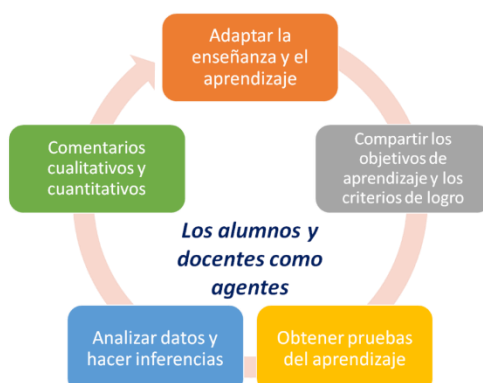 Adaptar la
enseñanza y el
aprendizaje
Compartir los
objetivos de
aprendizaje y los
criterios de logro
Obtener pruebas
del aprendizaje
Analizar datos y
hacer inferencias
Comentarios
cualitativos y
cuantitativos
Los alumnos y
docentes como
agentes